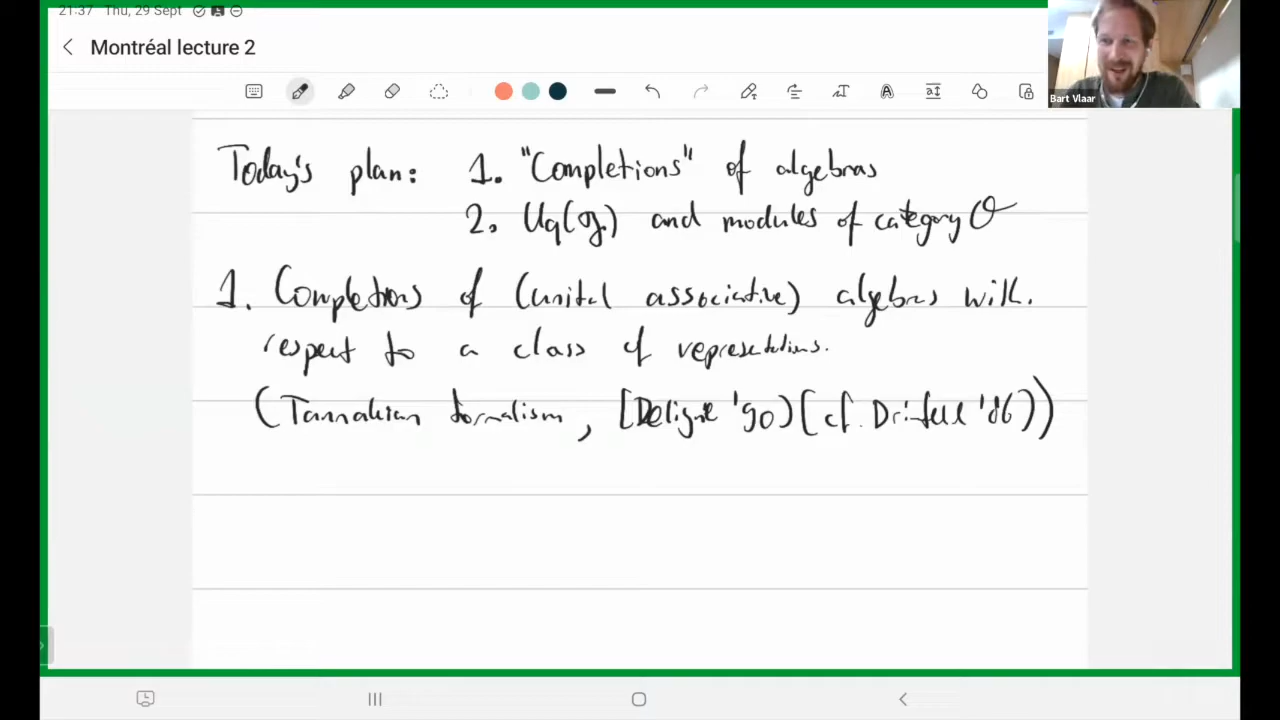 21:37 Thu, 29 Sept
Montréal lecture 2
Bart Vlaar
Today's plan: 1. "Completions" of algebras
2. Uq(g) and modules of category O
1. Completions of (unital associative) algebras with
respect to a class of representations.
(Tannakian formalism, [Deligne '90) [cf. Drinfeld '86))